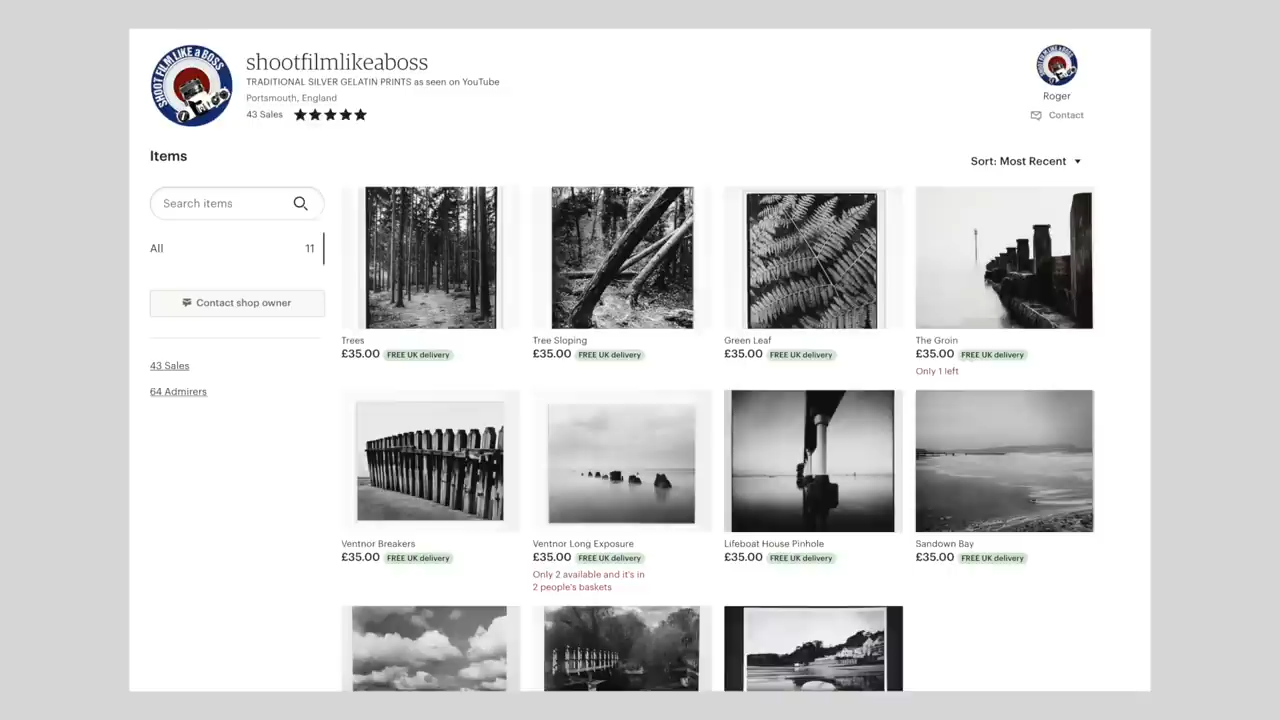 SHOOT FILM LIKE a BOSS
shootfilmlikeaboss
TRADITIONAL SILVER GELATIN PRINTS as seen on YouTube
Portsmouth, England
43 Sales
Roger
Contact
Items
Sort: Most Recent
Search items
All 11
Contact shop owner
43 Sales
64 Admirers
Trees
£35.00 FREE UK delivery
Tree Sloping
£35.00 FREE UK delivery
Green Leaf
£35.00 FREE UK delivery
The Groin
£35.00 FREE UK delivery
Only 1 left
Ventnor Breakers
£35.00 FREE UK delivery
Ventnor Long Exposure
£35.00 FREE UK delivery
Only 2 available and it's in
2 people's baskets
Lifeboat House Pinhole
£35.00 FREE UK delivery
Sandown Bay
£35.00 FREE UK delivery